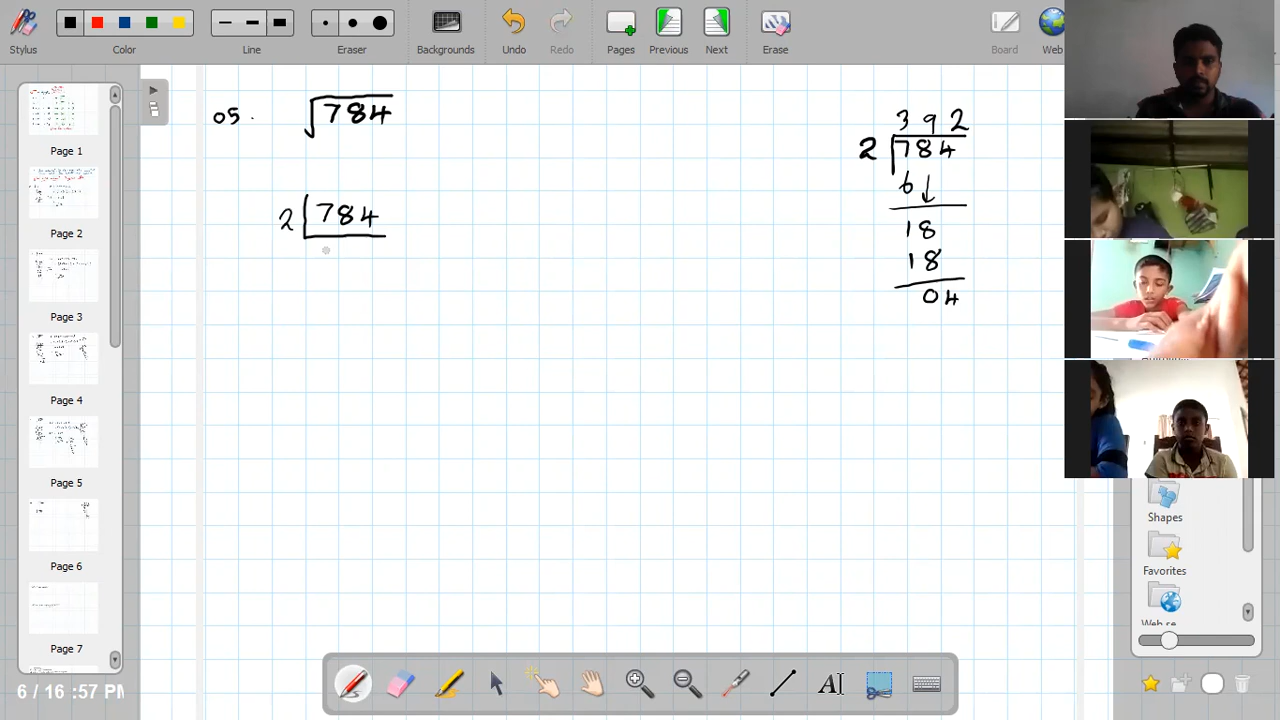 Stylus
Color
Line
Eraser
Backgrounds
Undo
Redo
Pages
Previous
Next
Erase
Board
Web
05. √784
2 784
392
2 784
6↓
18
18
04
Page 1
Page 2
Page 3
Page 4
Page 5
Page 6
Page 7
6 / 16
Shapes
Favorites
Web se